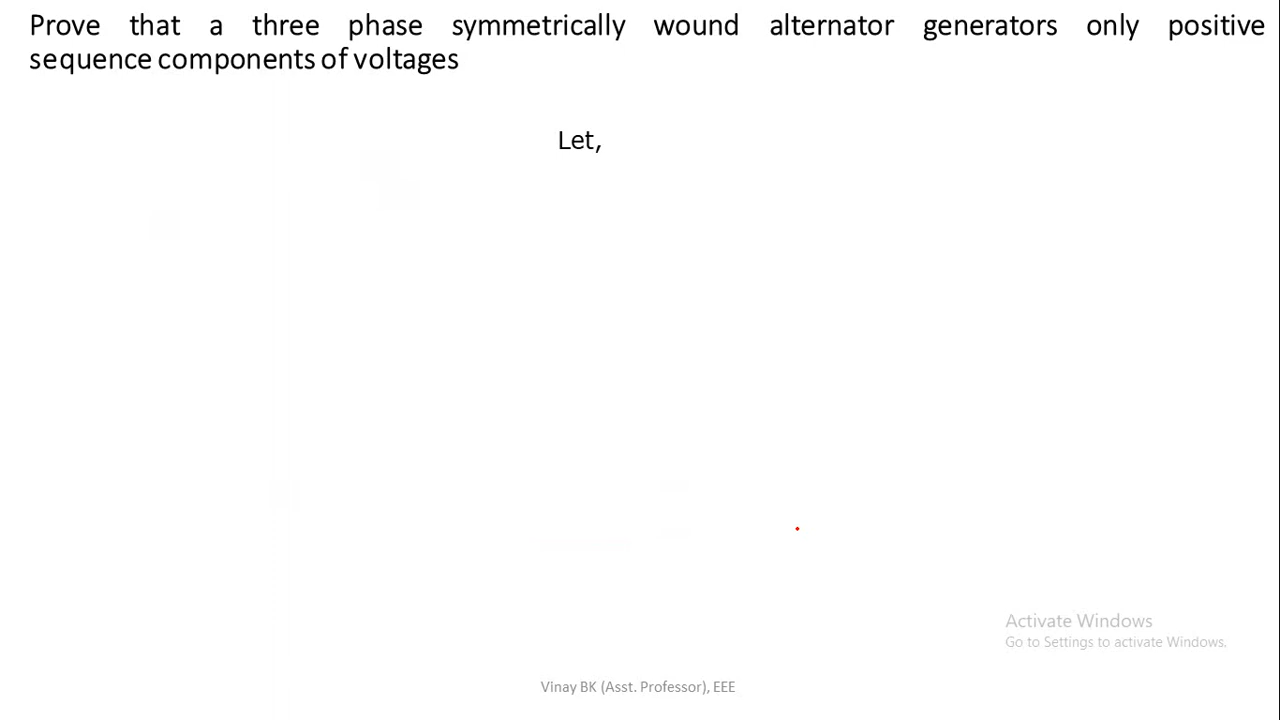 Prove that a three phase symmetrically wound alternator generators only positive
sequence components of voltages
Let,
Activate Windows
Go to Settings to activate Windows.
Vinay BK (Asst. Professor), EEE